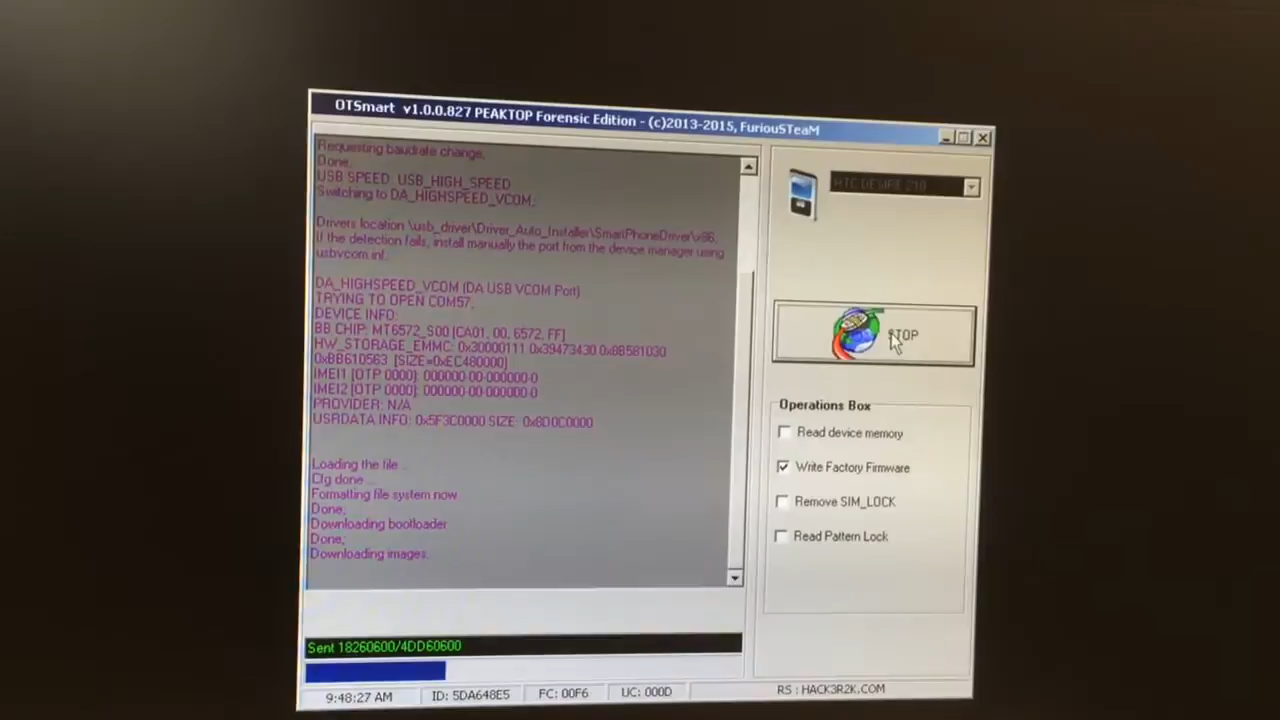 OTSmart v1.0.0.827 PEAKTOP Forensic Edition - (c)2013-2015, FuriouSTeaM
Requesting baudrate change,
Done,
USB SPEED: USB_HIGH_SPEED
Switching to DA_HIGHSPEED_VCOM;
Drivers location \usb_driver\Driver_Auto_Installer\SmartPhoneDriver\x86,
If the detection fails, install manually the port from the device manager using
usbvcom.inf.
DA_HIGHSPEED_VCOM (DA USB VCOM Port)
TRYING TO OPEN COM57,
DEVICE INFO:
BB CHIP: MT6572_S00 [CA01, 00, 6572, FF]
HW_STORAGE_EMMC: 0x30000111 0x39473430 0x8B581030
0xBB610563 [SIZE=0xEC480000]
IMEI1 [OTP 0000]: 000000-00-000000-0
IMEI2 [OTP 0000]: 000000-00-000000-0
PROVIDER: N/A
USRDATA INFO: 0x5F3C0000 SIZE: 0x8D0C0000
Loading the file ..
Cfg done ..
Formatting file system now
Done;
Downloading bootloader
Done;
Downloading images.
Sent 18260600/4DD60600
9:48:27 AM
ID: 5DA648E5
FC: 00F6
UC: 000D
RS : HACK3R2K.COM
HTC DESIRE 210
STOP
Operations Box
Read device memory
Write Factory Firmware
Remove SIM_LOCK
Read Pattern Lock